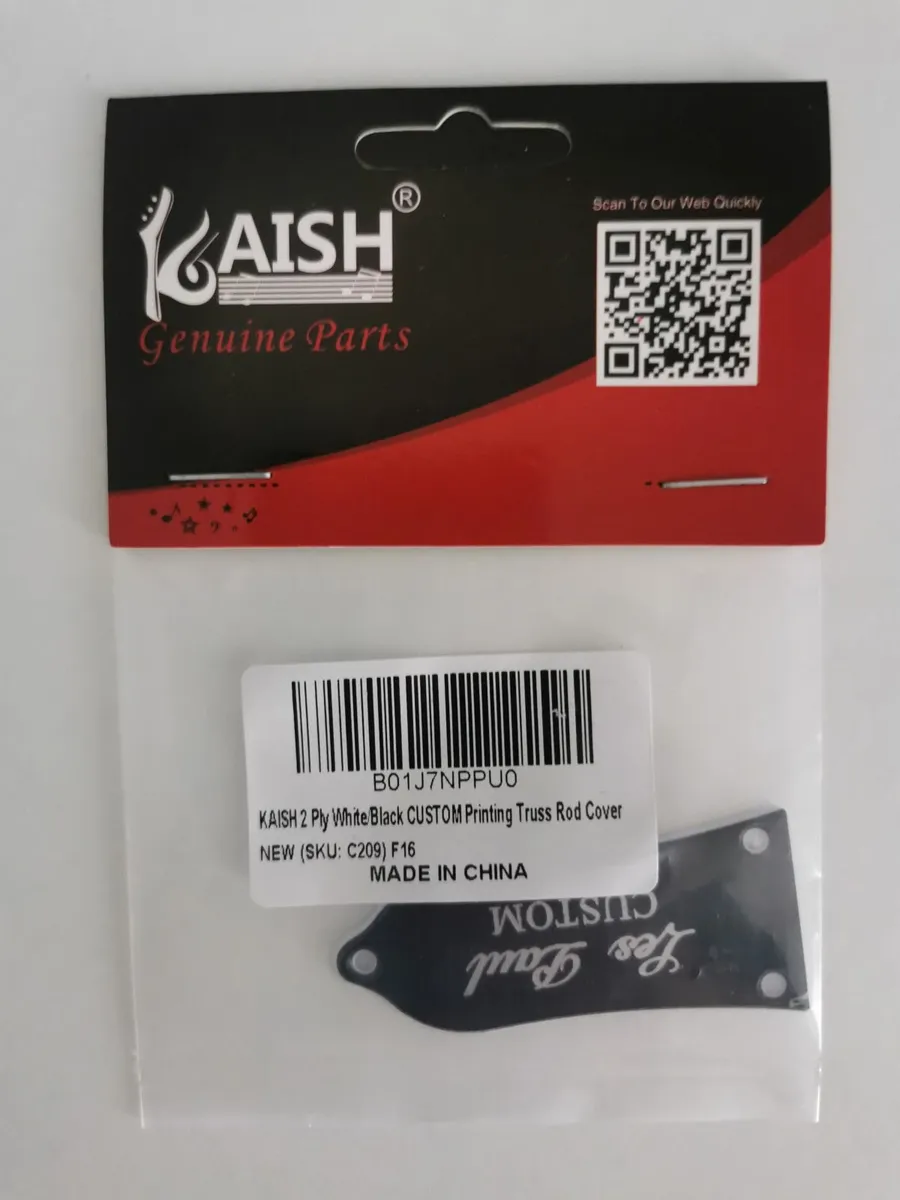 KAISH®
Genuine Parts
Scan To Our Web Quickly
B01J7NPPU0
KAISH 2 Ply White/Black CUSTOM Printing Truss Rod Cover
NEW (SKU: C209) F16
MADE IN CHINA
Les Paul
CUSTOM